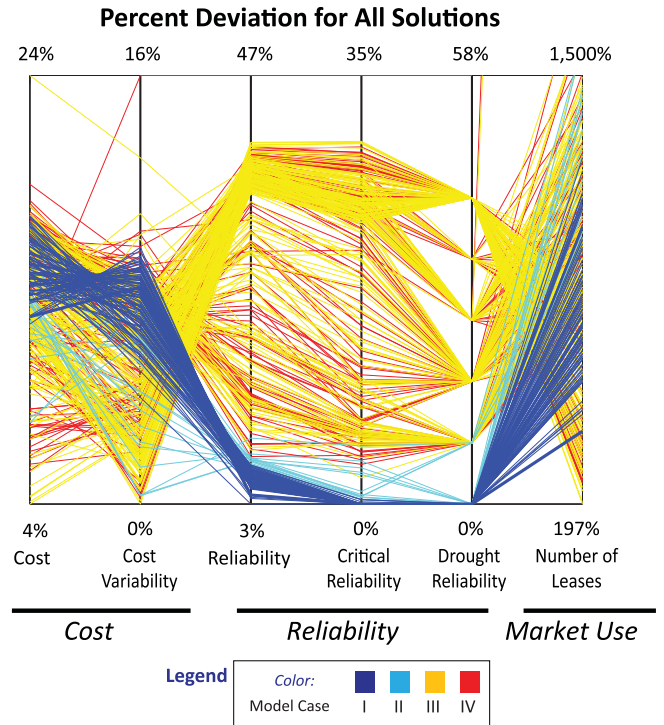 Percent Deviation for All Solutions
24% 16% 47% 35% 58% 1,500%
4% 0% 3% 0% 0% 197%
Cost Cost Variability Reliability Critical Reliability Drought Reliability Number of Leases
Cost Reliability Market Use
Legend
Color:
Model Case I II III IV